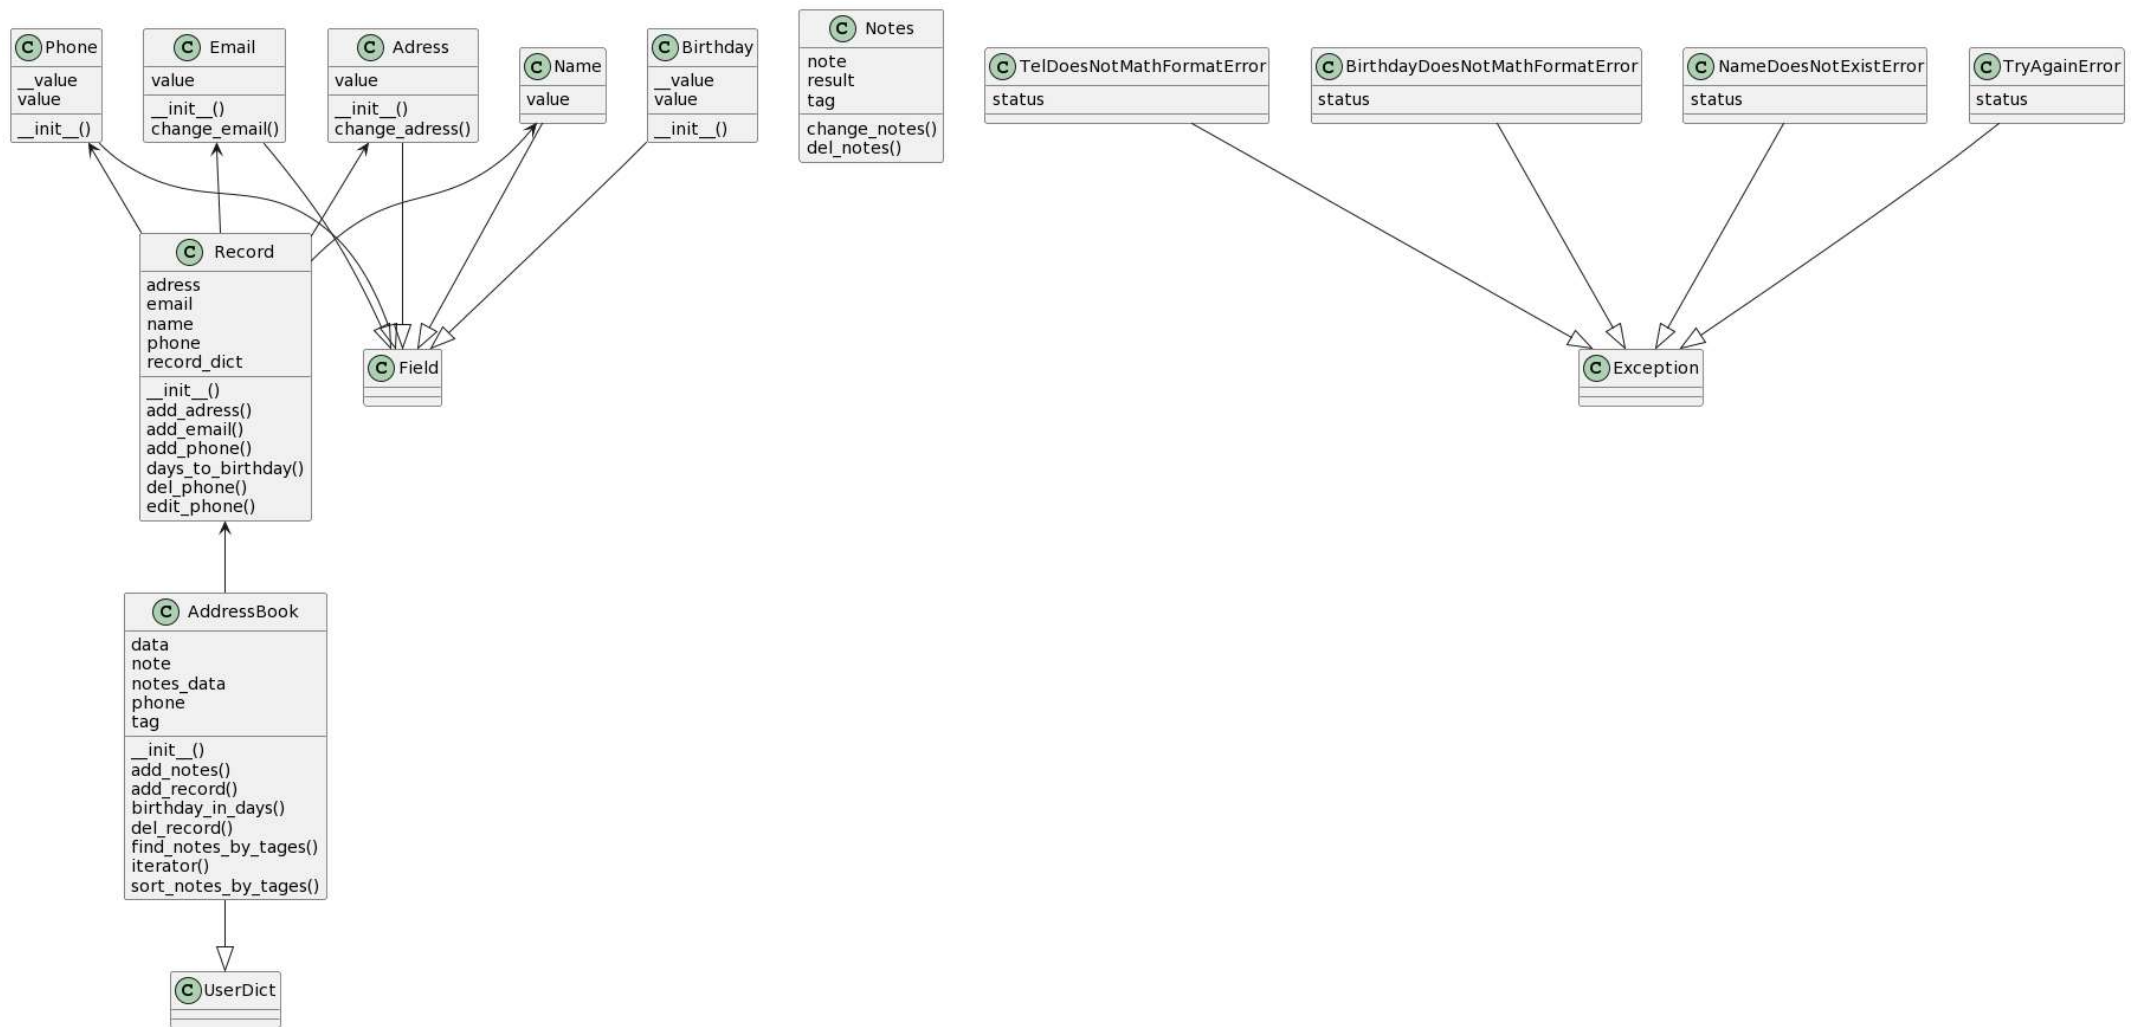 C Phone
__value
value
__init__()
C Email
value
__init__()
change_email()
C Adress
value
__init__()
change_adress()
C Name
value
C Birthday
__value
value
__init__()
C Notes
note
result
tag
change_notes()
del_notes()
C TelDoesNotMathFormatError
status
C BirthdayDoesNotMathFormatError
status
C NameDoesNotExistError
status
C TryAgainError
status
C Record
adress
email
name
phone
record_dict
__init__()
add_adress()
add_email()
add_phone()
days_to_birthday()
del_phone()
edit_phone()
C Field
C Exception
C AddressBook
data
note
notes_data
phone
tag
__init__()
add_notes()
add_record()
birthday_in_days()
del_record()
find_notes_by_tages()
iterator()
sort_notes_by_tages()
C UserDict